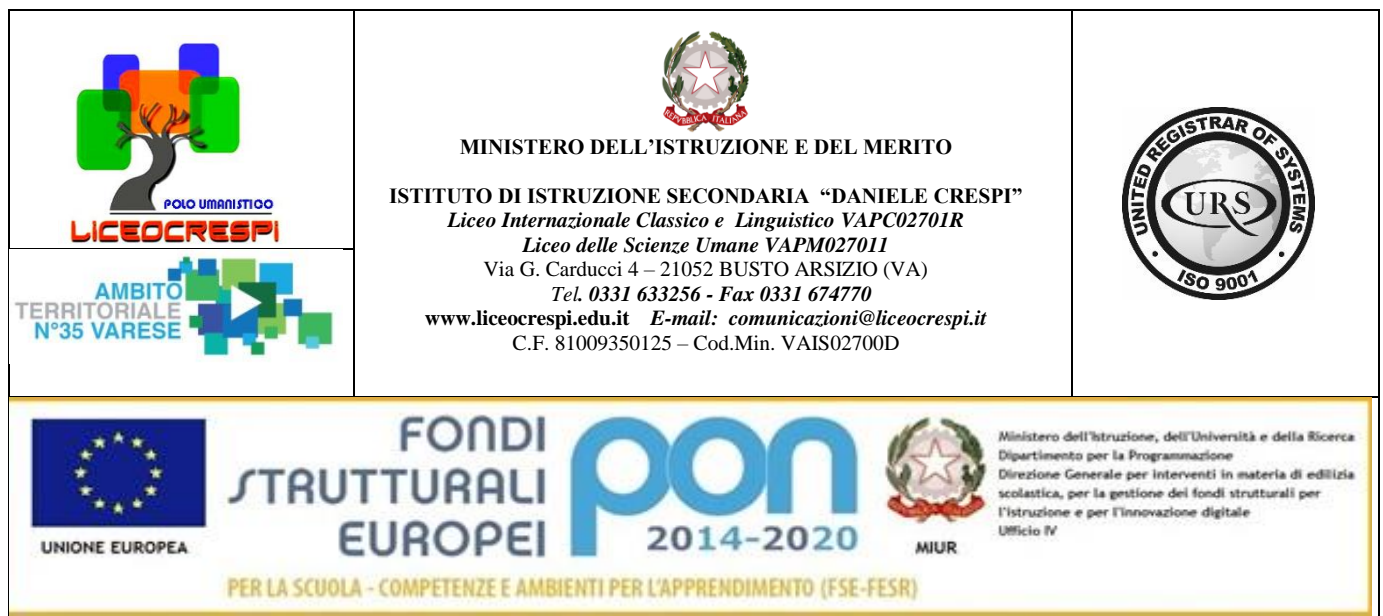 POLO UMANISTICO
LICEOCRESPI
AMBITO
TERRITORIALE
N°35 VARESE
REPVBBLICA ITALIANA
MINISTERO DELL’ISTRUZIONE E DEL MERITO
ISTITUTO DI ISTRUZIONE SECONDARIA “DANIELE CRESPI”
Liceo Internazionale Classico e Linguistico VAPC02701R
Liceo delle Scienze Umane VAPM027011
Via G. Carducci 4 – 21052 BUSTO ARSIZIO (VA)
Tel. 0331 633256 - Fax 0331 674770
www.liceocrespi.edu.it E-mail: comunicazioni@liceocrespi.it
C.F. 81009350125 – Cod.Min. VAIS02700D
UNITED REGISTRAR OF SYSTEMS
URS
• ISO 9001 •
UNIONE EUROPEA
FONDI
STRUTTURALI
EUROPEI
pon
2014-2020
MIUR
Ministero dell'Istruzione, dell'Università e della Ricerca
Dipartimento per la Programmazione
Direzione Generale per interventi in materia di edilizia
scolastica, per la gestione dei fondi strutturali per
l'istruzione e per l'innovazione digitale
Ufficio IV
PER LA SCUOLA - COMPETENZE E AMBIENTI PER L'APPRENDIMENTO (FSE-FESR)